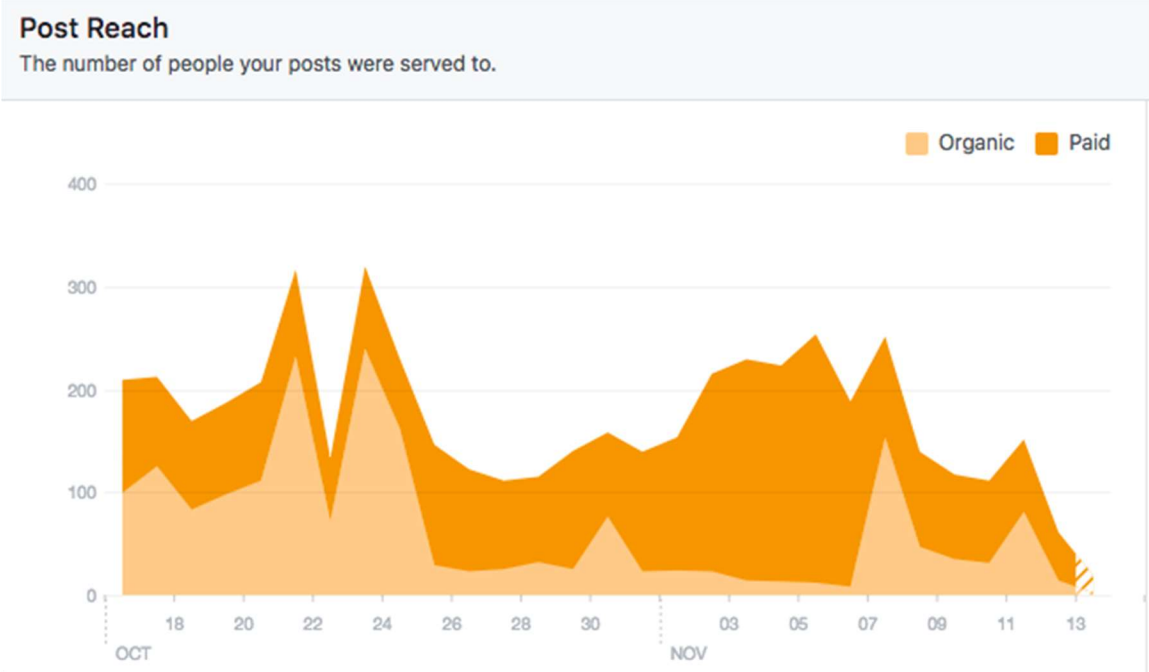 Post Reach
The number of people your posts were served to.
Organic Paid
400
300
200
100
0
18 20 22 24 26 28 30 03 05 07 09 11 13
OCT NOV